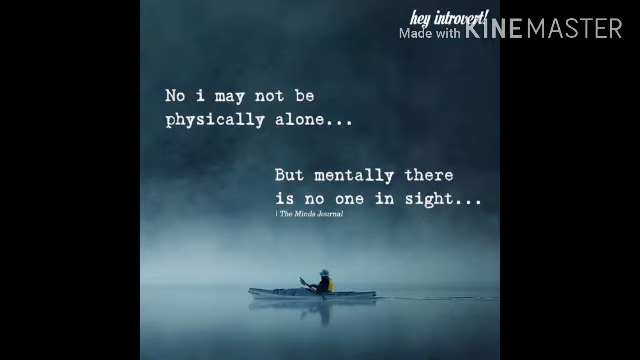 hey introvert!
Made with KINEMASTER
No i may not be
physically alone...
But mentally there
is no one in sight...
| The Minds Journal